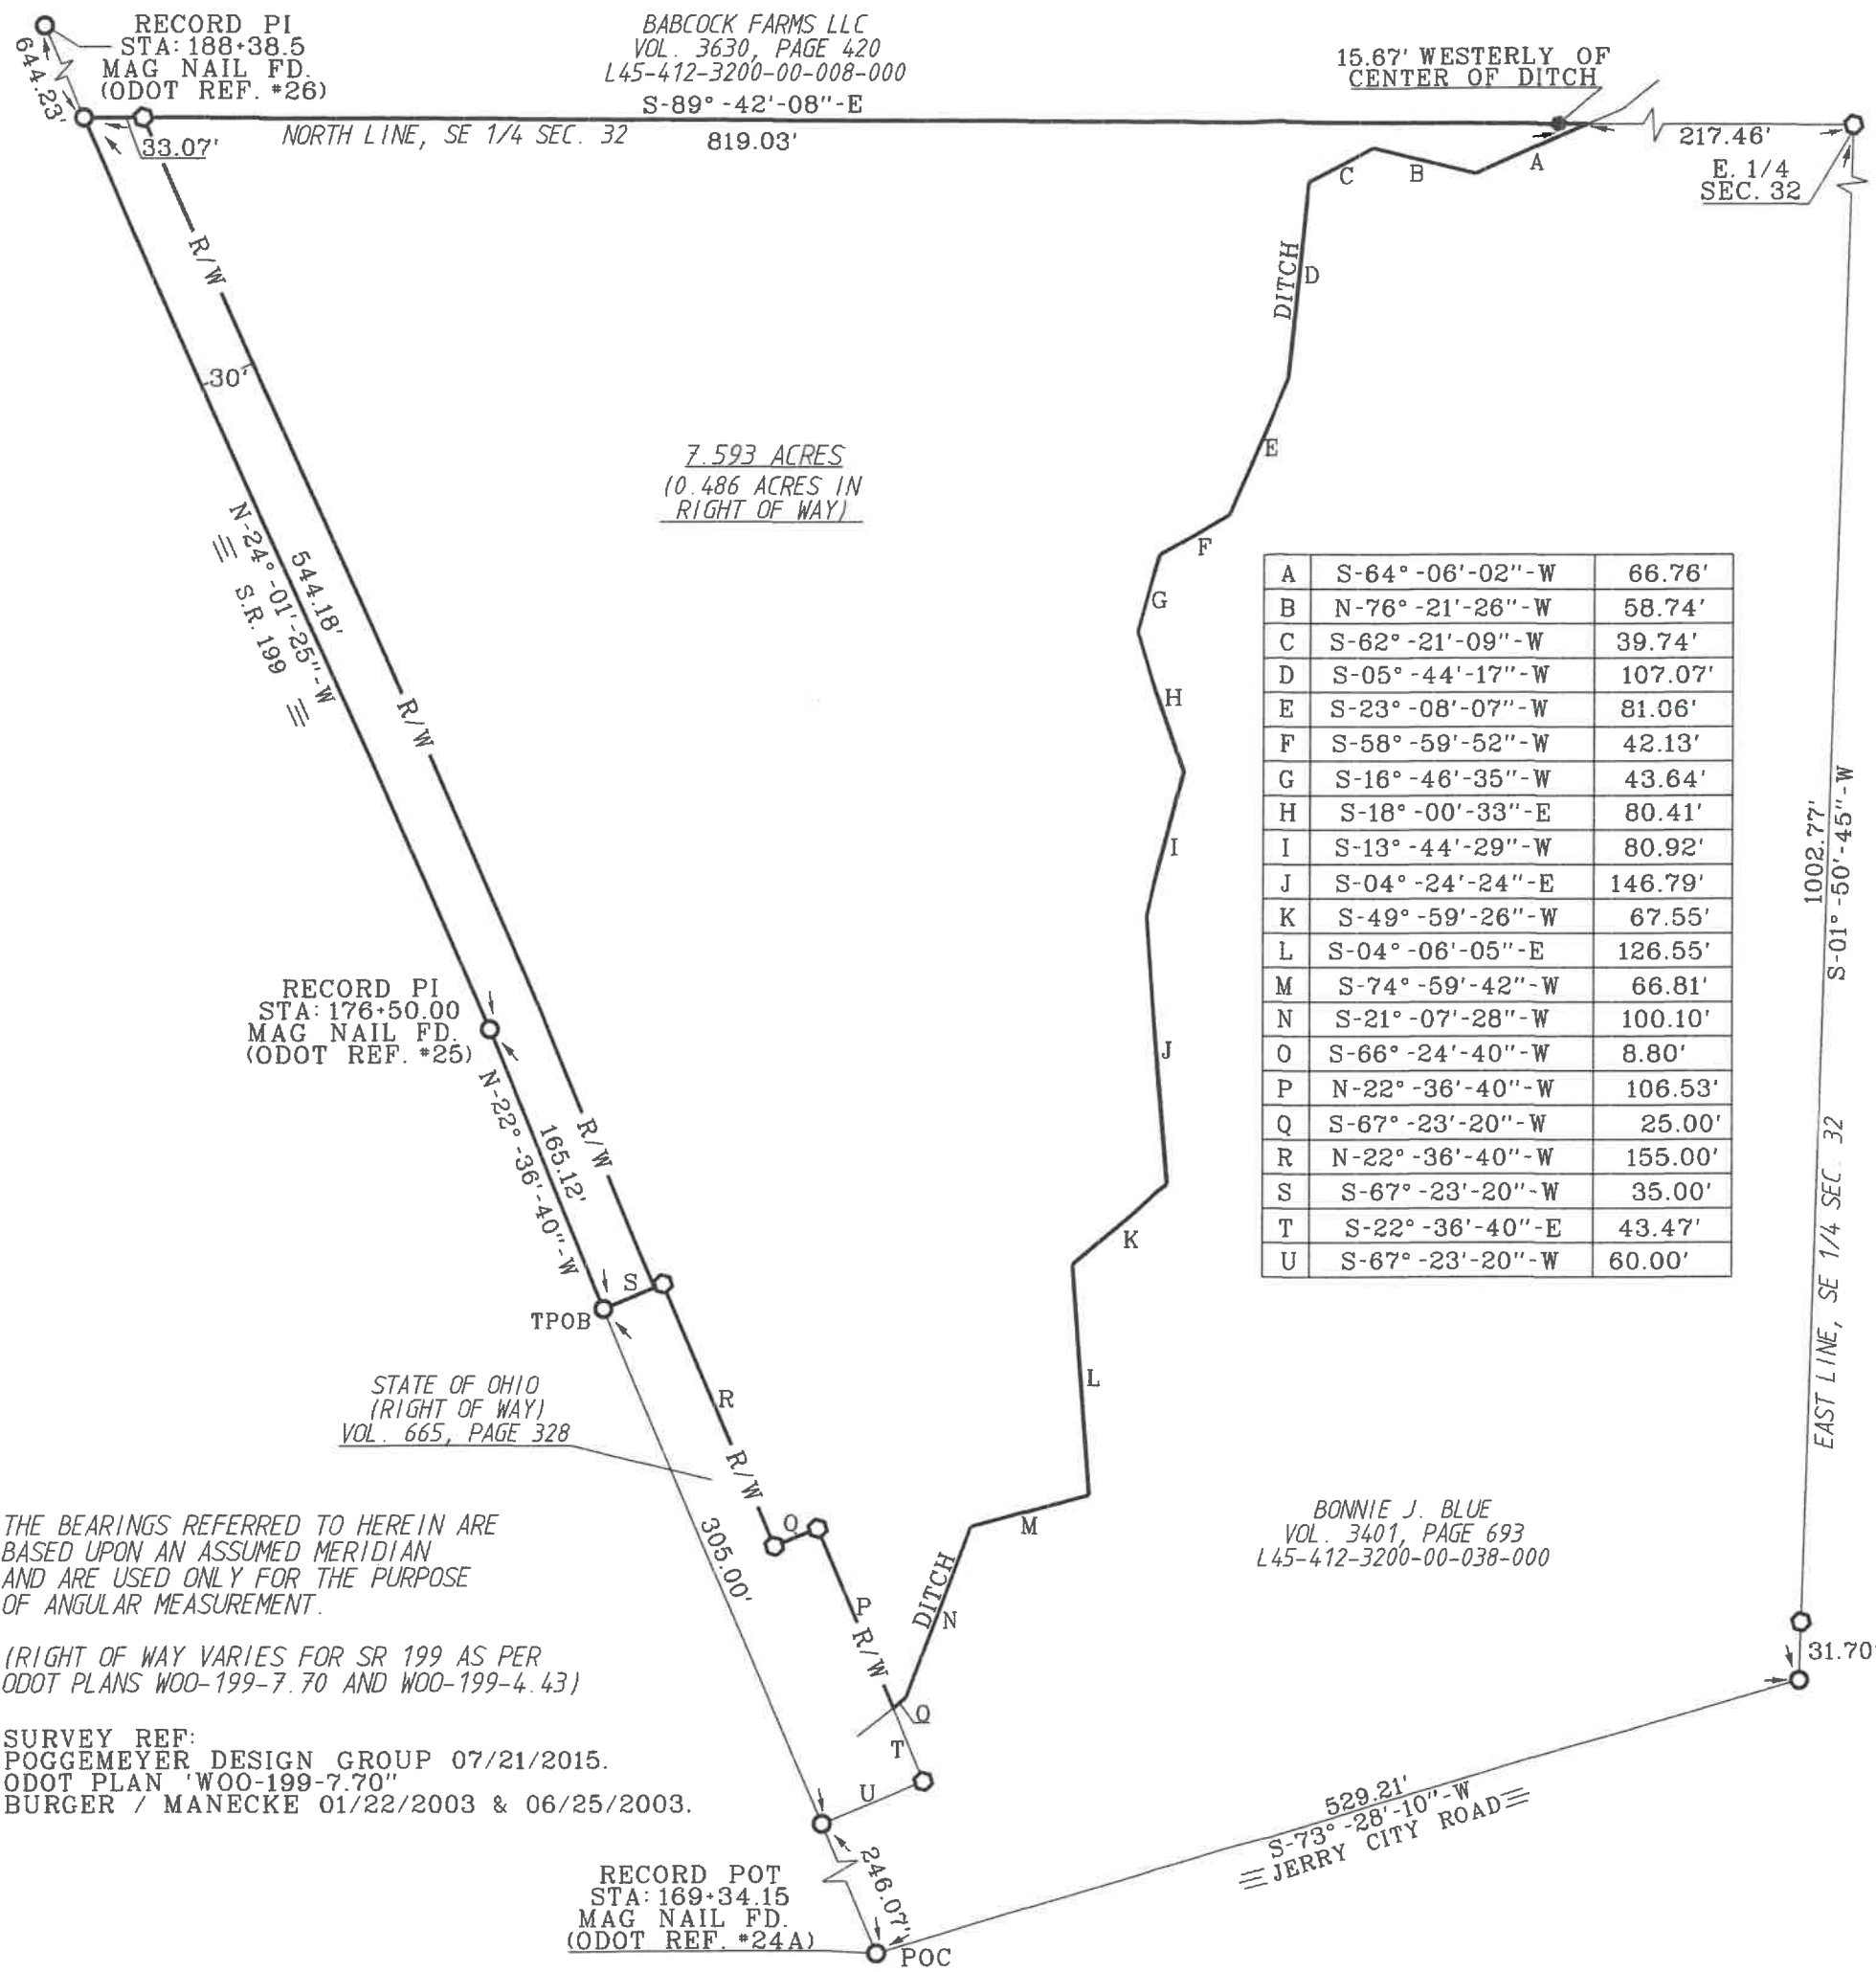 RECORD PI
STA: 188+38.5
MAG NAIL FD.
(ODOT REF. #26)
644.23'
BABCOCK FARMS LLC
VOL. 3630, PAGE 420
L45-412-3200-00-008-000
S-89°-42'-08"-E
NORTH LINE, SE 1/4 SEC. 32
819.03'
33.07'
15.67' WESTERLY OF
CENTER OF DITCH
217.46'
E. 1/4
SEC. 32
A
B
C
DITCH
D
E
F
G
H
I
J
K
L
M
DITCH
N
O
R/W
30'
7.593 ACRES
(0.486 ACRES IN
RIGHT OF WAY)
544.18'
N-24°-01'-25"-W
S.R. 199
R/W
A S-64°-06'-02"-W 66.76'
B N-76°-21'-26"-W 58.74'
C S-62°-21'-09"-W 39.74'
D S-05°-44'-17"-W 107.07'
E S-23°-08'-07"-W 81.06'
F S-58°-59'-52"-W 42.13'
G S-16°-46'-35"-W 43.64'
H S-18°-00'-33"-E 80.41'
I S-13°-44'-29"-W 80.92'
J S-04°-24'-24"-E 146.79'
K S-49°-59'-26"-W 67.55'
L S-04°-06'-05"-E 126.55'
M S-74°-59'-42"-W 66.81'
N S-21°-07'-28"-W 100.10'
O S-66°-24'-40"-W 8.80'
P N-22°-36'-40"-W 106.53'
Q S-67°-23'-20"-W 25.00'
R N-22°-36'-40"-W 155.00'
S S-67°-23'-20"-W 35.00'
T S-22°-36'-40"-E 43.47'
U S-67°-23'-20"-W 60.00'
1002.77'
S-01°-50'-45"-W
EAST LINE, SE 1/4 SEC. 32
RECORD PI
STA: 176+50.00
MAG NAIL FD.
(ODOT REF. #25)
165.12'
N-22°-36'-40"-W
R/W
S
TPOB
R
R/W
Q
P
R/W
T
U
STATE OF OHIO
(RIGHT OF WAY)
VOL. 665, PAGE 328
305.00'
THE BEARINGS REFERRED TO HEREIN ARE
BASED UPON AN ASSUMED MERIDIAN
AND ARE USED ONLY FOR THE PURPOSE
OF ANGULAR MEASUREMENT.
(RIGHT OF WAY VARIES FOR SR 199 AS PER
ODOT PLANS WOO-199-7.70 AND WOO-199-4.43)
SURVEY REF:
POGGEMEYER DESIGN GROUP 07/21/2015.
ODOT PLAN 'WOO-199-7.70"
BURGER / MANECKE 01/22/2003 & 06/25/2003.
BONNIE J. BLUE
VOL. 3401, PAGE 693
L45-412-3200-00-038-000
31.70'
529.21'
S-73°-28'-10"-W
JERRY CITY ROAD
RECORD POT
STA: 169+34.15
MAG NAIL FD.
(ODOT REF. #24A)
246.07'
POC